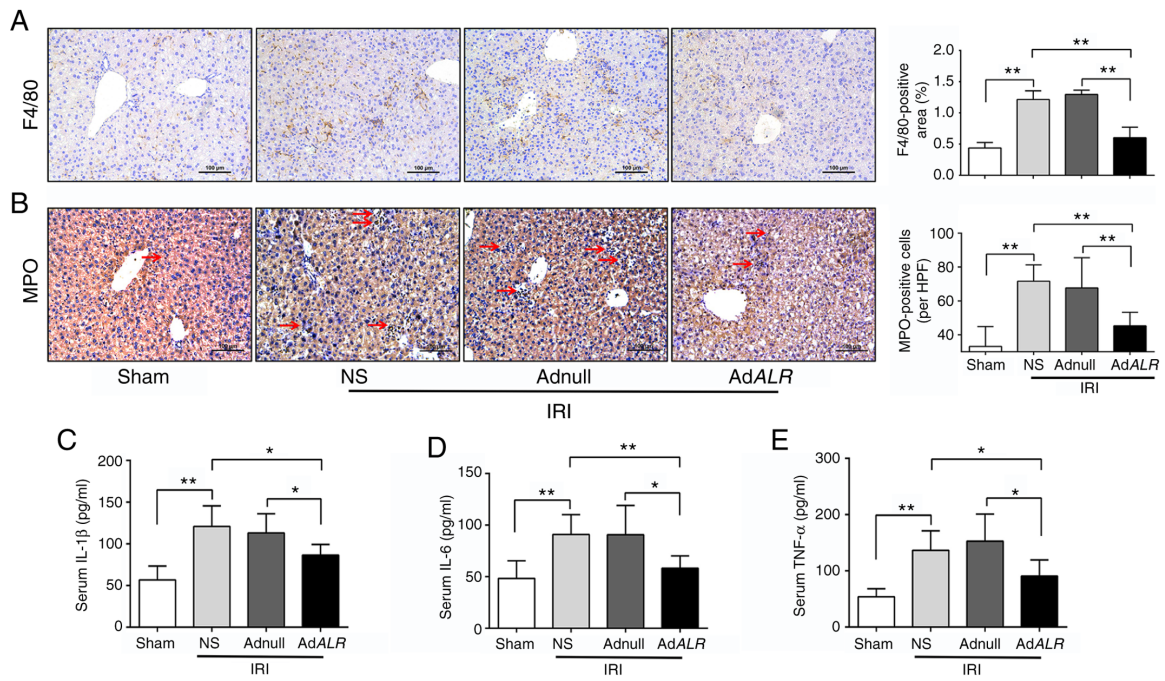 A
F4/80
100 µm
100 µm
100 µm
100 µm
F4/80-positive
area (%)
2.0
1.5
1.0
0.5
0.0
**
**
**
B
MPO
100 µm
MPO-positive cells
(per HPF)
100
80
60
40
**
**
**
Sham
NS
Adnull
AdALR
IRI
Sham
NS
Adnull
AdALR
IRI
C
Serum IL-1β (pg/ml)
200
150
100
50
0
**
*
*
Sham
NS
Adnull
AdALR
IRI
D
Serum IL-6 (pg/ml)
150
100
50
0
**
**
*
Sham
NS
Adnull
AdALR
IRI
E
Serum TNF-α (pg/ml)
300
200
100
0
**
*
*
Sham
NS
Adnull
AdALR
IRI